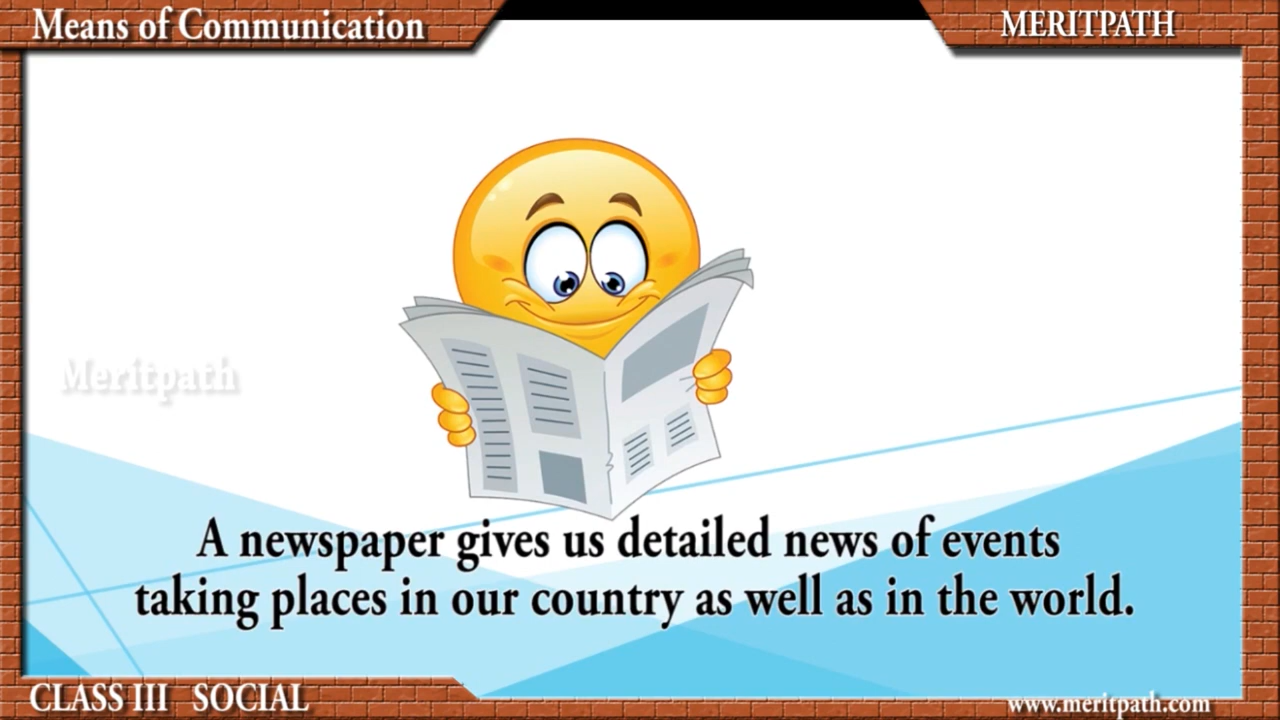 Means of Communication
MERITPATH
Meritpath
A newspaper gives us detailed news of events
taking places in our country as well as in the world.
CLASS III SOCIAL
www.meritpath.com